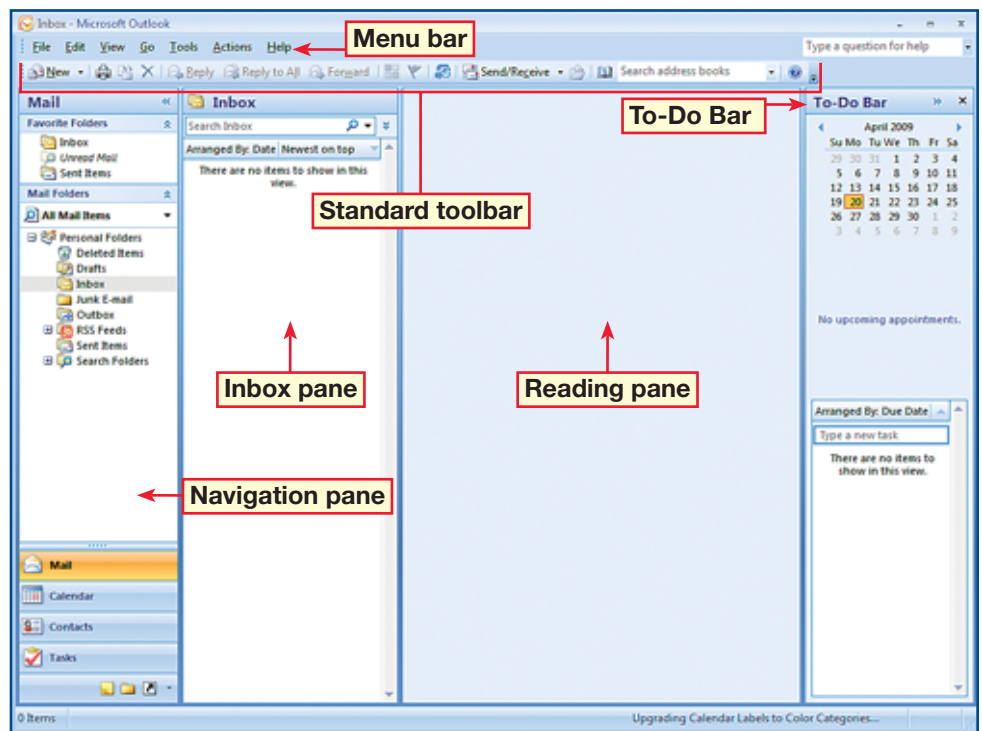 Inbox - Microsoft Outlook
File Edit View Go Tools Actions Help
Menu bar
Type a question for help
New Reply Reply to All Forward Send/Receive Search address books
Mail
Favorite Folders
Inbox
Unread Mail
Sent Items
Mail Folders
All Mail Items
Personal Folders
Deleted Items
Drafts
Inbox
Junk E-mail
Outbox
RSS Feeds
Sent Items
Search Folders
Navigation pane
Mail
Calendar
Contacts
Tasks
Inbox
Search Inbox
Arranged By: Date Newest on top
There are no items to show in this
view.
Standard toolbar
Inbox pane
Reading pane
To-Do Bar
To-Do Bar
April 2009
Su Mo Tu We Th Fr Sa
29 30 31 1 2 3 4
5 6 7 8 9 10 11
12 13 14 15 16 17 18
19 20 21 22 23 24 25
26 27 28 29 30 1 2
3 4 5 6 7 8 9
No upcoming appointments.
Arranged By: Due Date
Type a new task
There are no items to
show in this view.
0 Items
Upgrading Calendar Labels to Color Categories...